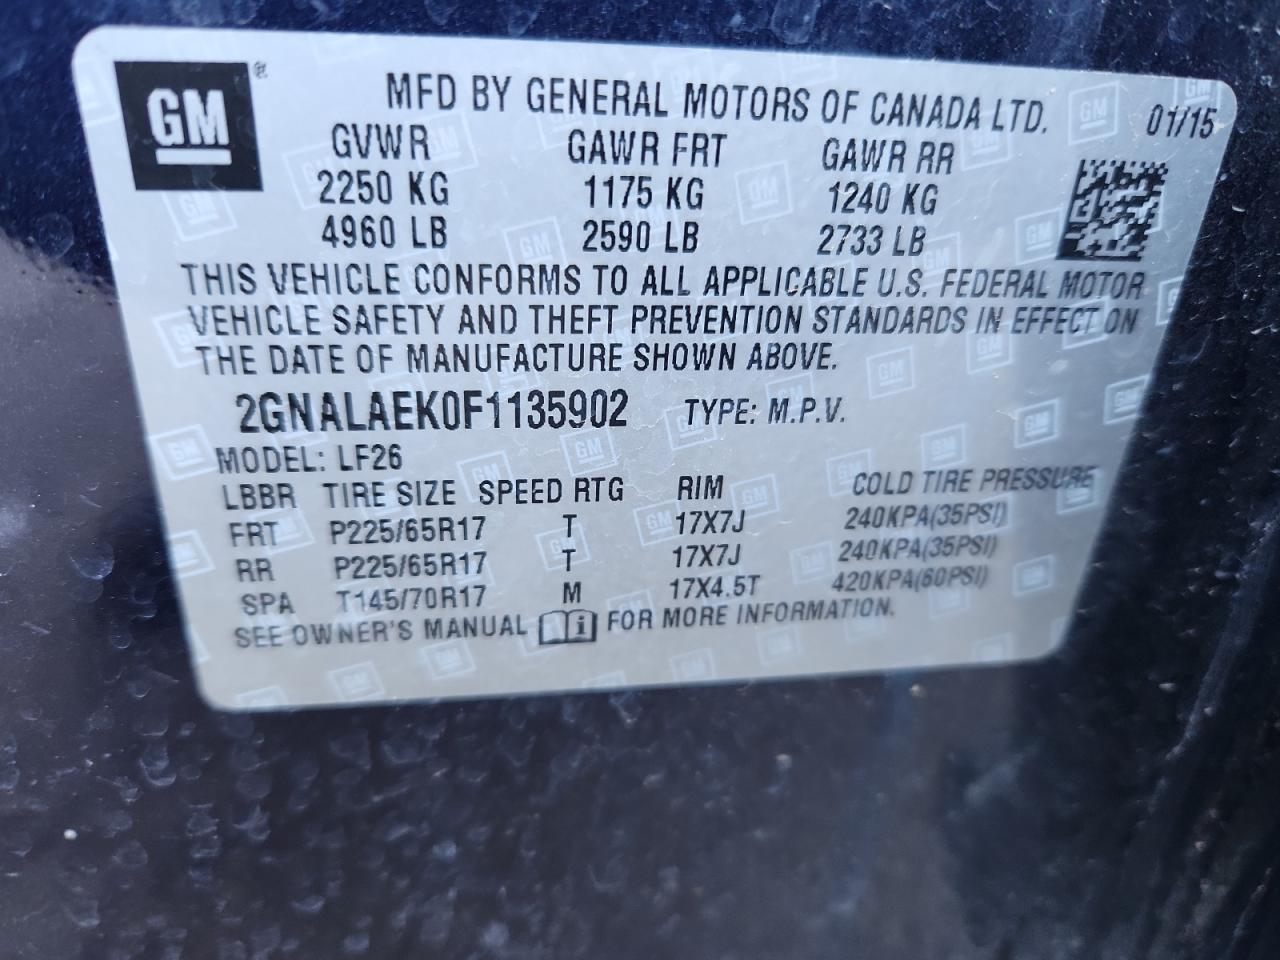 GM®
MFD BY GENERAL MOTORS OF CANADA LTD. 01/15
GVWR GAWR FRT GAWR RR
2250 KG 1175 KG 1240 KG
4960 LB 2590 LB 2733 LB
THIS VEHICLE CONFORMS TO ALL APPLICABLE U.S. FEDERAL MOTOR
VEHICLE SAFETY AND THEFT PREVENTION STANDARDS IN EFFECT ON
THE DATE OF MANUFACTURE SHOWN ABOVE.
2GNALAEK0F1135902 TYPE: M.P.V.
MODEL: LF26
LBBR TIRE SIZE SPEED RTG RIM COLD TIRE PRESSURE
FRT P225/65R17 T 17X7J 240KPA(35PSI)
RR P225/65R17 T 17X7J 240KPA(35PSI)
SPA T145/70R17 M 17X4.5T 420KPA(60PSI)
SEE OWNER'S MANUAL i FOR MORE INFORMATION.